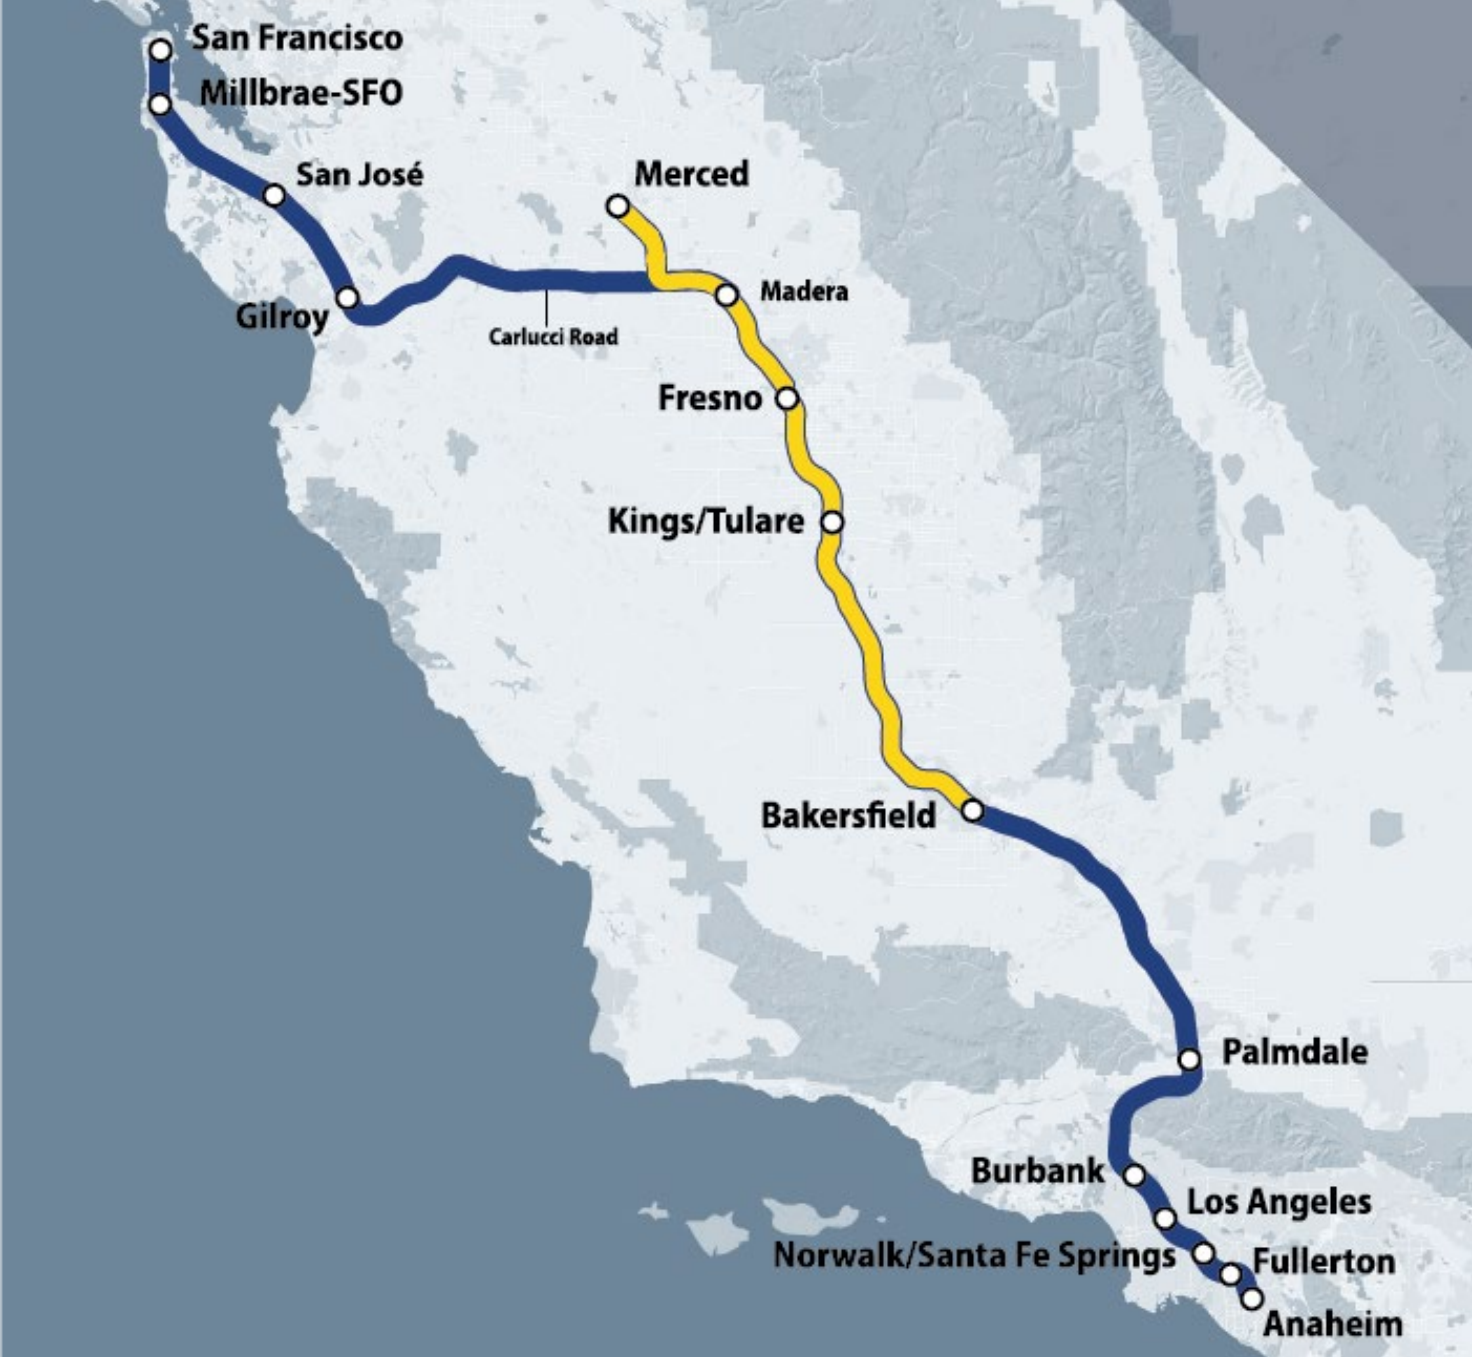 San Francisco
Millbrae-SFO
San José
Merced
Gilroy
Madera
Carlucci Road
Fresno
Kings/Tulare
Bakersfield
Palmdale
Burbank
Los Angeles
Norwalk/Santa Fe Springs
Fullerton
Anaheim